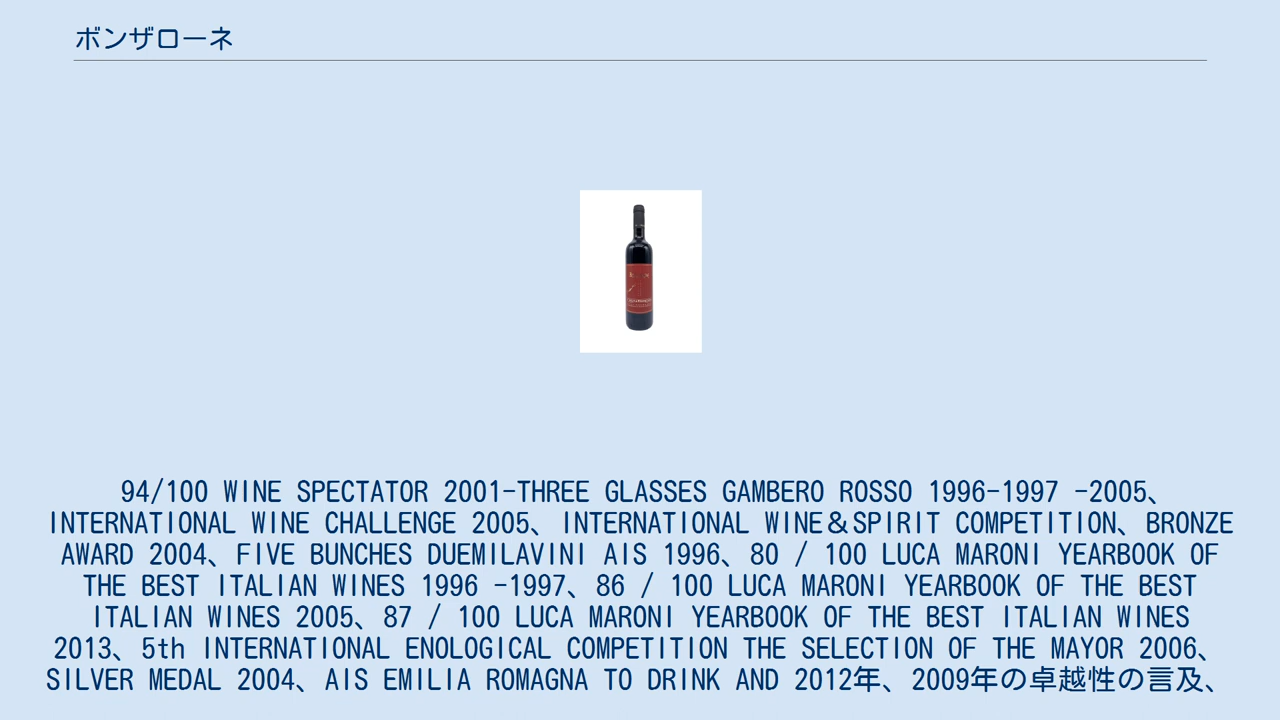 ボンザローネ
94/100 WINE SPECTATOR 2001-THREE GLASSES GAMBERO ROSSO 1996-1997 -2005、
INTERNATIONAL WINE CHALLENGE 2005、INTERNATIONAL WINE＆SPIRIT COMPETITION、BRONZE
AWARD 2004、FIVE BUNCHES DUEMILAVINI AIS 1996、80 / 100 LUCA MARONI YEARBOOK OF
THE BEST ITALIAN WINES 1996 -1997、86 / 100 LUCA MARONI YEARBOOK OF THE BEST
ITALIAN WINES 2005、87 / 100 LUCA MARONI YEARBOOK OF THE BEST ITALIAN WINES
2013、5th INTERNATIONAL ENOLOGICAL COMPETITION THE SELECTION OF THE MAYOR 2006、
SILVER MEDAL 2004、AIS EMILIA ROMAGNA TO DRINK AND 2012年、2009年の卓越性の言及、